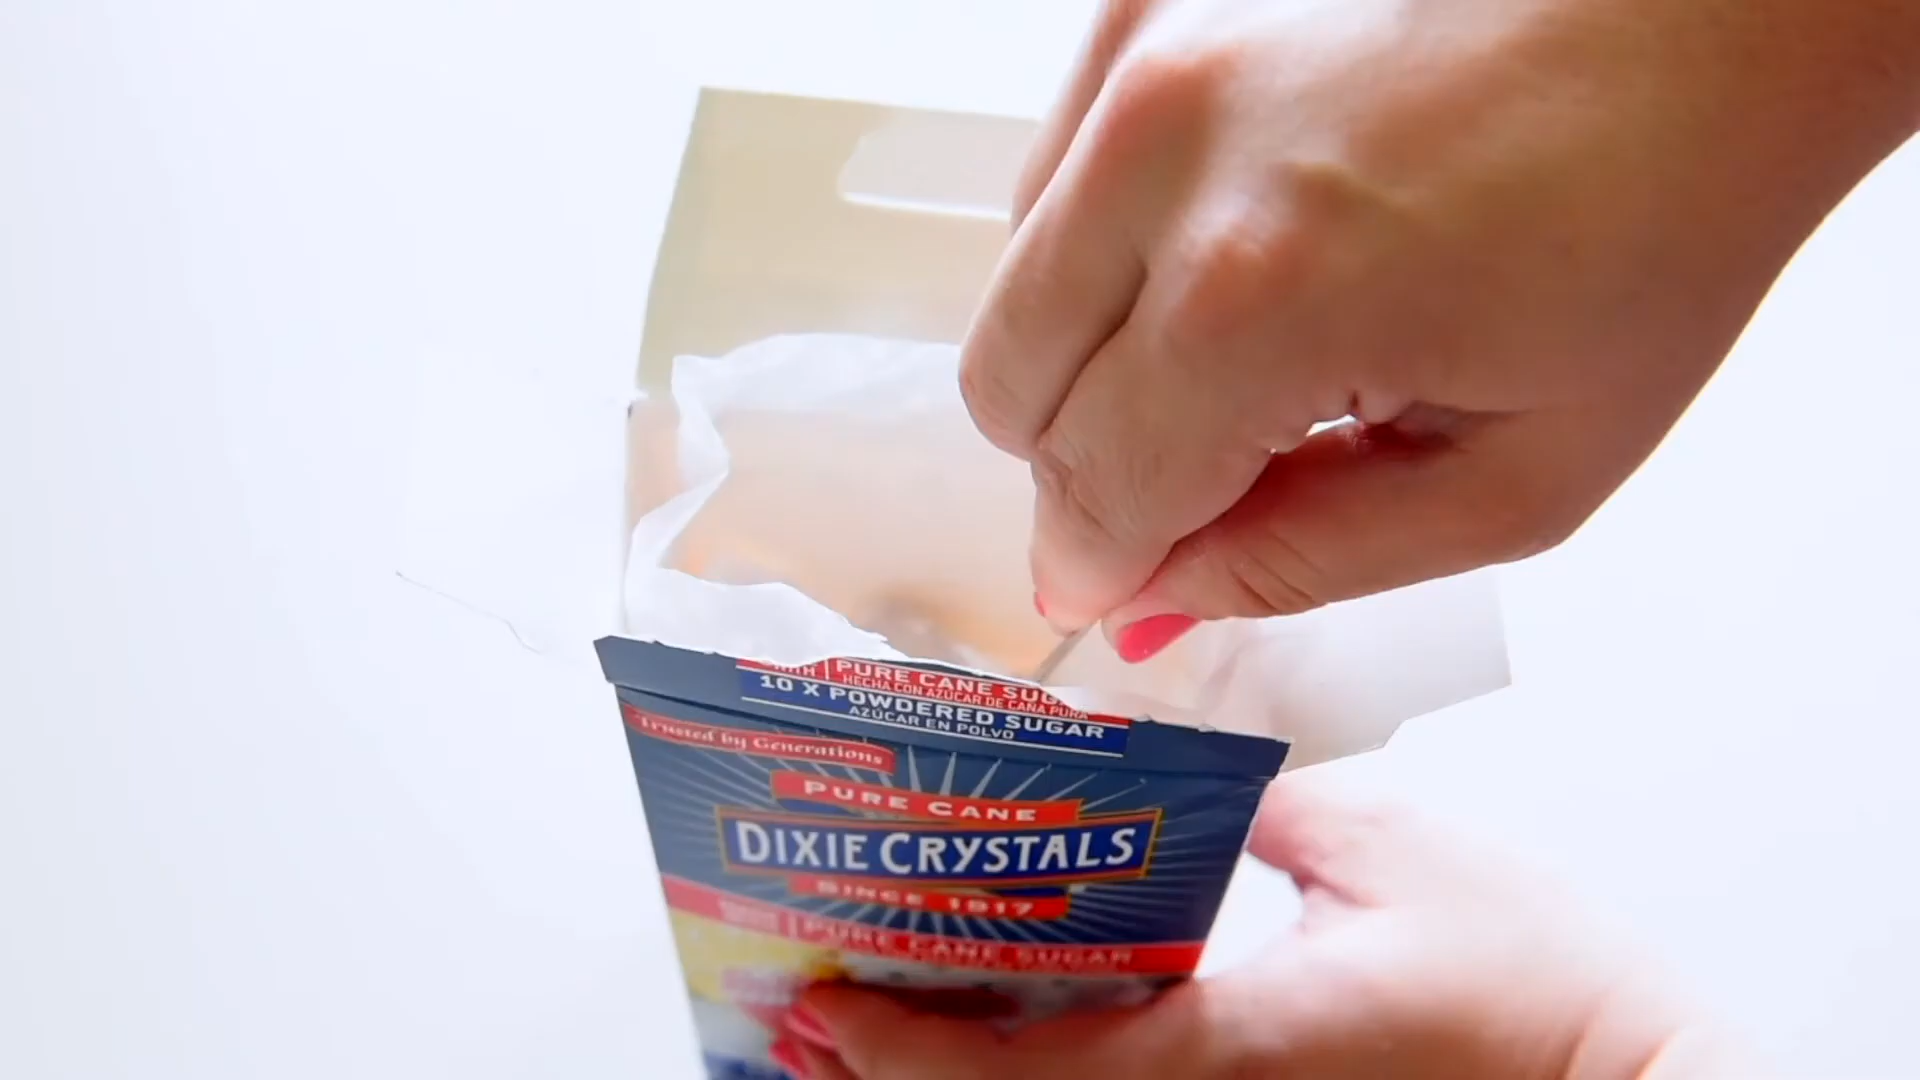 PURE CANE
HECHA CON AZÚCAR DE CAÑA PURA
10 X POWDERED SUGAR
AZÚCAR EN POLVO
Trusted by Generations
PURE CANE
DIXIE CRYSTALS
SINCE 1917
PURE CANE SUGAR